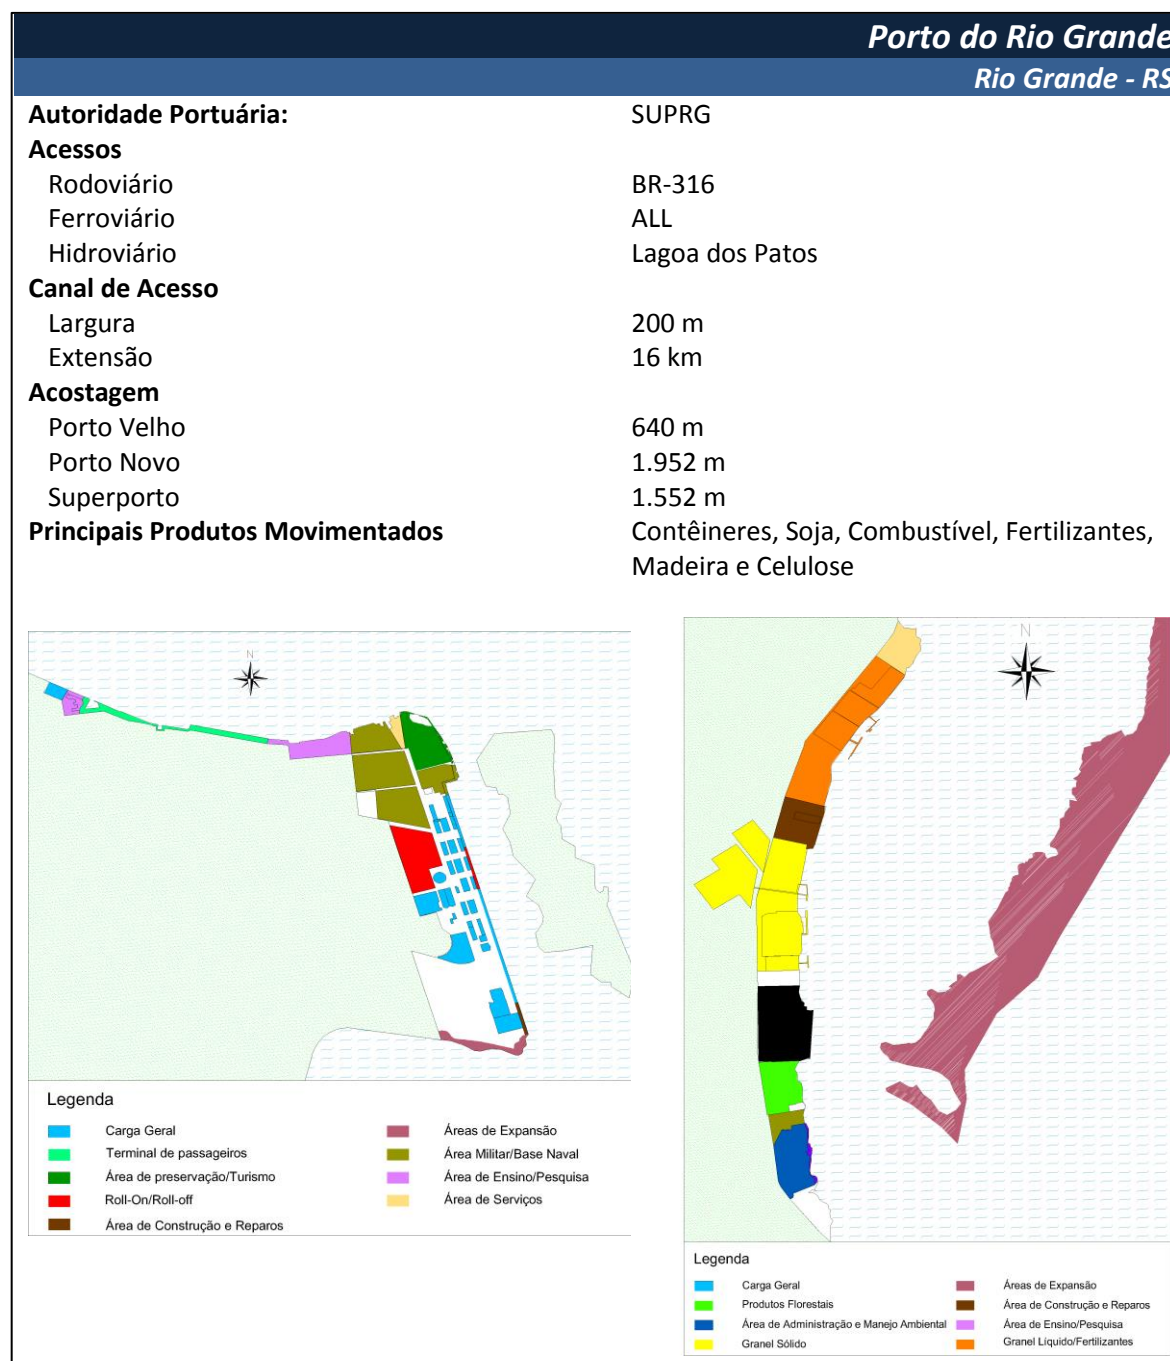 Porto do Rio Grande
Rio Grande - RS
Autoridade Portuária: SUPRG
Acessos
Rodoviário BR-316
Ferroviário ALL
Hidroviário Lagoa dos Patos
Canal de Acesso
Largura 200 m
Extensão 16 km
Acostagem
Porto Velho 640 m
Porto Novo 1.952 m
Superporto 1.552 m
Principais Produtos Movimentados Contêineres, Soja, Combustível, Fertilizantes,
Madeira e Celulose
N
Legenda
Carga Geral
Terminal de passageiros
Área de preservação/Turismo
Roll-On/Roll-off
Área de Construção e Reparos
Áreas de Expansão
Área Militar/Base Naval
Área de Ensino/Pesquisa
Área de Serviços
N
Legenda
Carga Geral
Produtos Florestais
Área de Administração e Manejo Ambiental
Granel Sólido
Áreas de Expansão
Área de Construção e Reparos
Área de Ensino/Pesquisa
Granel Líquido/Fertilizantes